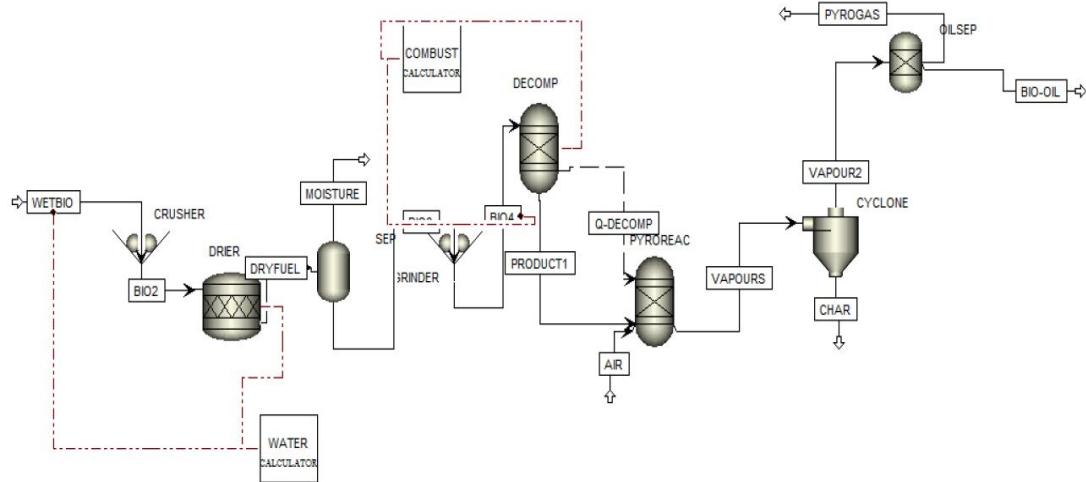 PYROGAS
OILSEP
COMBUST
CALCULATOR
DECOMP
BIO-OIL
MOISTURE
VAPOUR2
WETBIO
CRUSHER
CYCLONE
BIO4
Q-DECOMP
SEP
DRIER
DRYFUEL
PYROREAC
PRODUCT1
VAPOURS
GRINDER
BIO2
CHAR
AIR
WATER
CALCULATOR